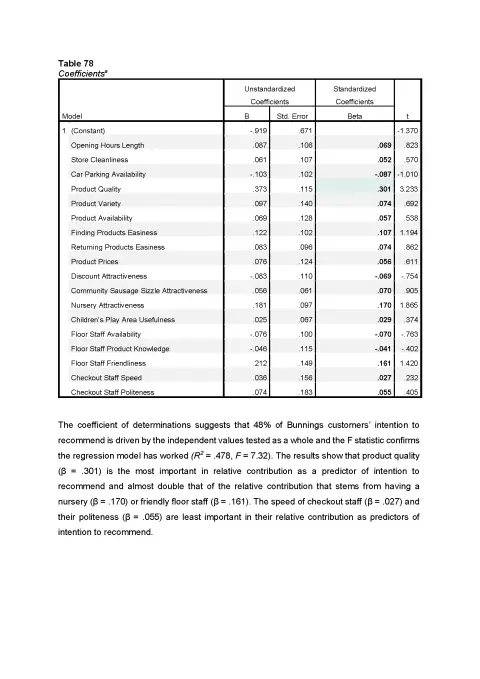 Table 78
Coefficientsª
Unstandardized Standardized
Coefficients Coefficients
Model B Std. Error Beta t
1 (Constant) -.919 .671 -1.370
Opening Hours Length .087 .106 .069 .823
Store Cleanliness .061 .107 .052 .570
Car Parking Availability -.103 .102 -.087 -1.010
Product Quality .373 .115 .301 3.233
Product Variety .097 .140 .074 .692
Product Availability .069 .128 .057 .538
Finding Products Easiness .122 .102 .107 1.194
Returning Products Easiness .083 .096 .074 .862
Product Prices .076 .124 .056 .611
Discount Attractiveness -.083 .110 -.069 -.754
Community Sausage Sizzle Attractiveness .056 .061 .070 .905
Nursery Attractiveness .181 .097 .170 1.865
Children's Play Area Usefulness .025 .067 .029 .374
Floor Staff Availability -.076 .100 -.070 -.763
Floor Staff Product Knowledge -.046 .115 -.041 -.402
Floor Staff Friendliness .212 .149 .161 1.420
Checkout Staff Speed .036 .156 .027 .232
Checkout Staff Politeness .074 .183 .055 .405
The coefficient of determinations suggests that 48% of Bunnings customers' intention to
recommend is driven by the independent values tested as a whole and the F statistic confirms
the regression model has worked (R² = .478, F = 7.32). The results show that product quality
(β = .301) is the most important in relative contribution as a predictor of intention to
recommend and almost double that of the relative contribution that stems from having a
nursery (β = .170) or friendly floor staff (β = .161). The speed of checkout staff (β = .027) and
their politeness (β = .055) are least important in their relative contribution as predictors of
intention to recommend.